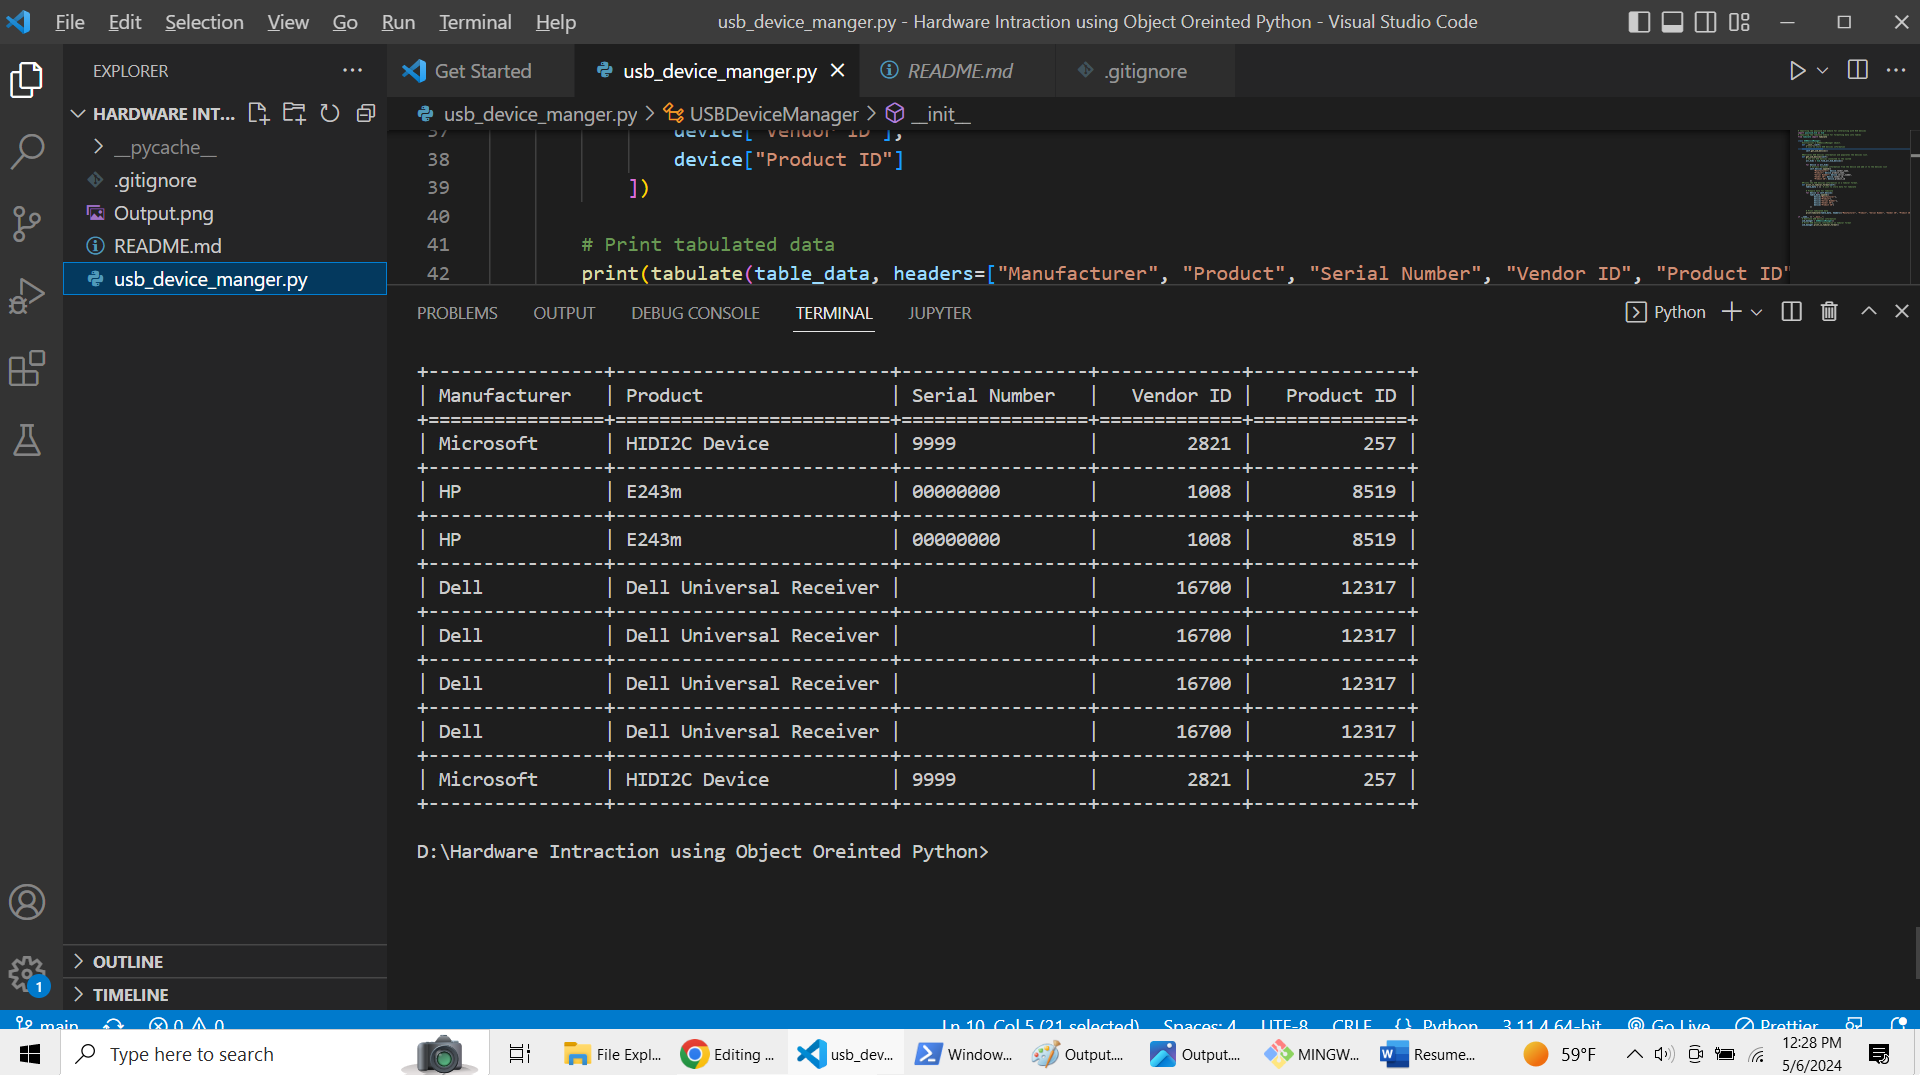 File Edit Selection View Go Run Terminal Help
usb_device_manger.py - Hardware Intraction using Object Oreinted Python - Visual Studio Code
EXPLORER
HARDWARE INT...
__pycache__
.gitignore
Output.png
README.md
usb_device_manger.py
OUTLINE
TIMELINE
Get Started usb_device_manger.py README.md .gitignore
usb_device_manger.py > USBDeviceManager > __init__
37 device["Vendor ID"],
38 device["Product ID"]
39 ])
40
41 # Print tabulated data
42 print(tabulate(table_data, headers=["Manufacturer", "Product", "Serial Number", "Vendor ID", "Product ID"
PROBLEMS OUTPUT DEBUG CONSOLE TERMINAL JUPYTER
Python
+----------------+-------------------------+-----------------+-------------+--------------+
| Manufacturer | Product | Serial Number | Vendor ID | Product ID |
+================+=========================+=================+=============+==============+
| Microsoft | HIDI2C Device | 9999 | 2821 | 257 |
+----------------+-------------------------+-----------------+-------------+--------------+
| HP | E243m | 00000000 | 1008 | 8519 |
+----------------+-------------------------+-----------------+-------------+--------------+
| HP | E243m | 00000000 | 1008 | 8519 |
+----------------+-------------------------+-----------------+-------------+--------------+
| Dell | Dell Universal Receiver | | 16700 | 12317 |
+----------------+-------------------------+-----------------+-------------+--------------+
| Dell | Dell Universal Receiver | | 16700 | 12317 |
+----------------+-------------------------+-----------------+-------------+--------------+
| Dell | Dell Universal Receiver | | 16700 | 12317 |
+----------------+-------------------------+-----------------+-------------+--------------+
| Dell | Dell Universal Receiver | | 16700 | 12317 |
+----------------+-------------------------+-----------------+-------------+--------------+
| Microsoft | HIDI2C Device | 9999 | 2821 | 257 |
+----------------+-------------------------+-----------------+-------------+--------------+
D:\Hardware Intraction using Object Oreinted Python>
1
main 0 0 Ln 10, Col 5 (21 selected) Spaces: 4 UTF-8 CRLF {} Python 3.11.4 64-bit Go Live Prettier
Type here to search
File Expl... Editing ... usb_dev... Window... Output.... Output.... MINGW... Resume...
59°F
12:28 PM
5/6/2024